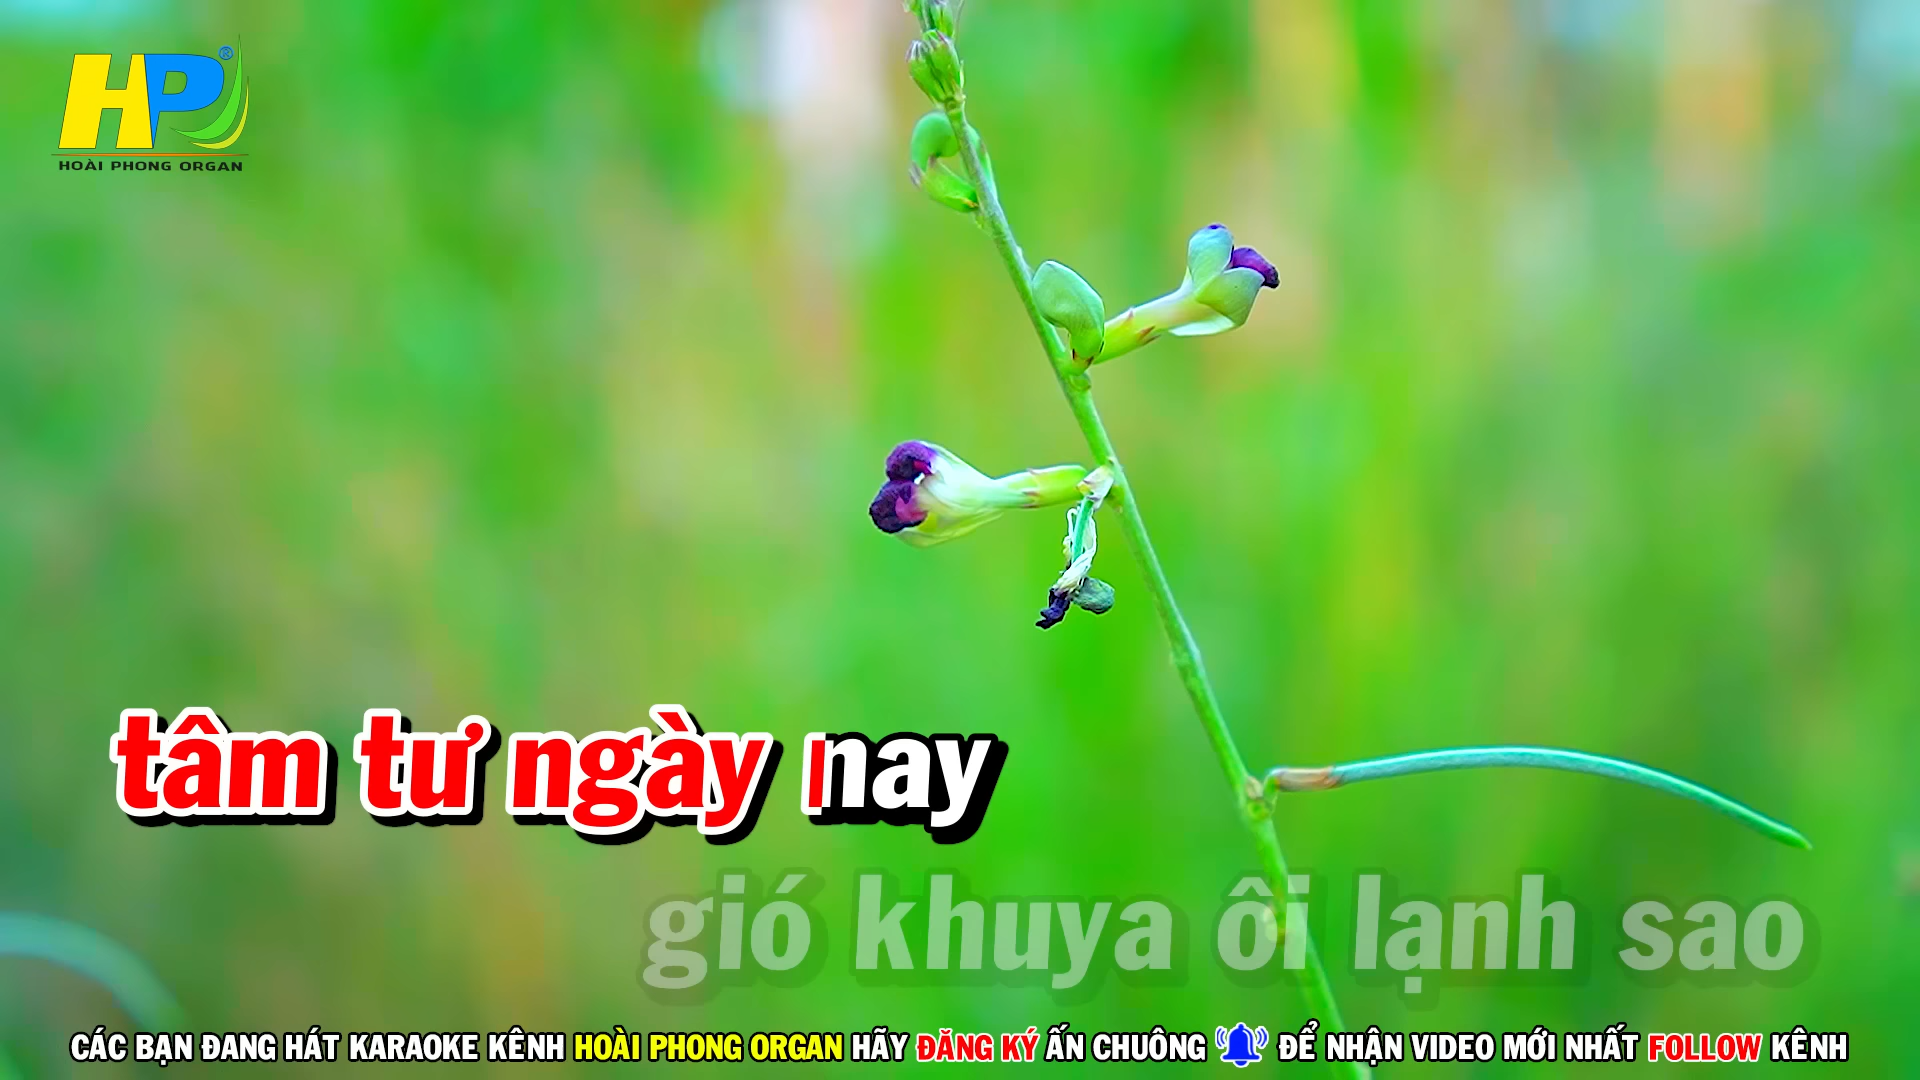 HP®
HOÀI PHONG ORGAN
tâm tư ngày nay
gió khuya ôi lạnh sao
CÁC BẠN ĐANG HÁT KARAOKE KÊNH HOÀI PHONG ORGAN HÃY ĐĂNG KÝ ẤN CHUÔNG ĐỂ NHẬN VIDEO MỚI NHẤT FOLLOW KÊNH